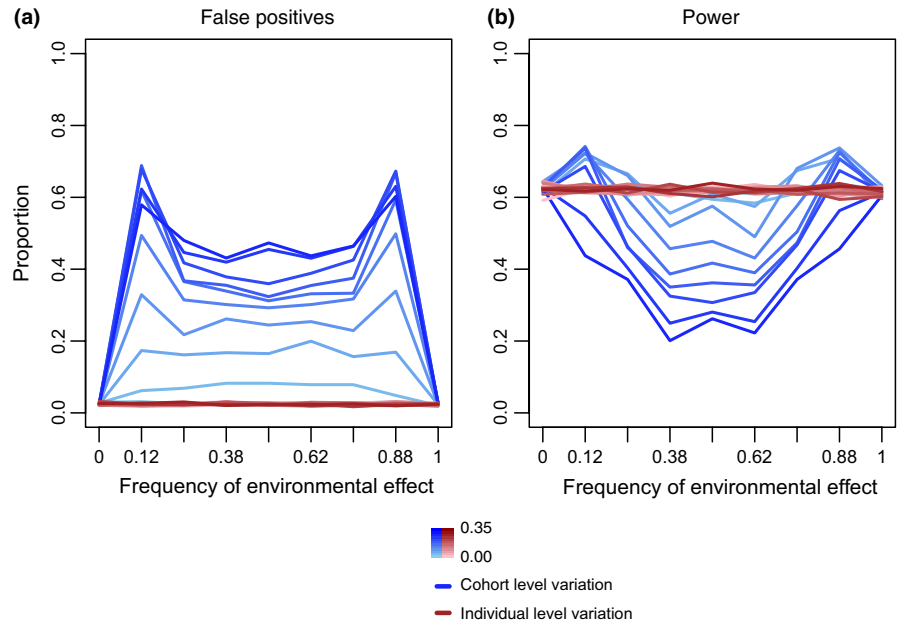 (a) False positives
Proportion
0.0 0.2 0.4 0.6 0.8 1.0
0 0.12 0.38 0.62 0.88 1
Frequency of environmental effect
(b) Power
0.0 0.2 0.4 0.6 0.8 1.0
0 0.12 0.38 0.62 0.88 1
Frequency of environmental effect
0.35
0.00
Cohort level variation
Individual level variation